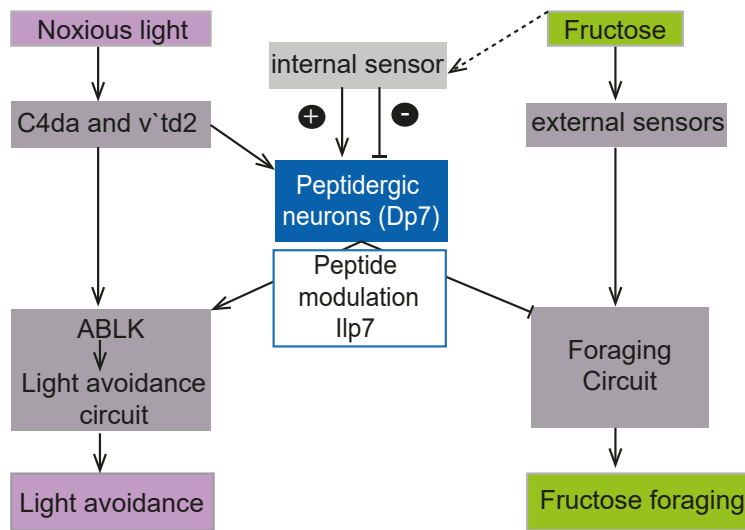 Noxious light
Fructose
internal sensor
C4da and v`td2
+
-
external sensors
Peptidergic
neurons (Dp7)
Peptide
modulation
Ilp7
ABLK
Light avoidance
circuit
Foraging
Circuit
Light avoidance
Fructose foraging